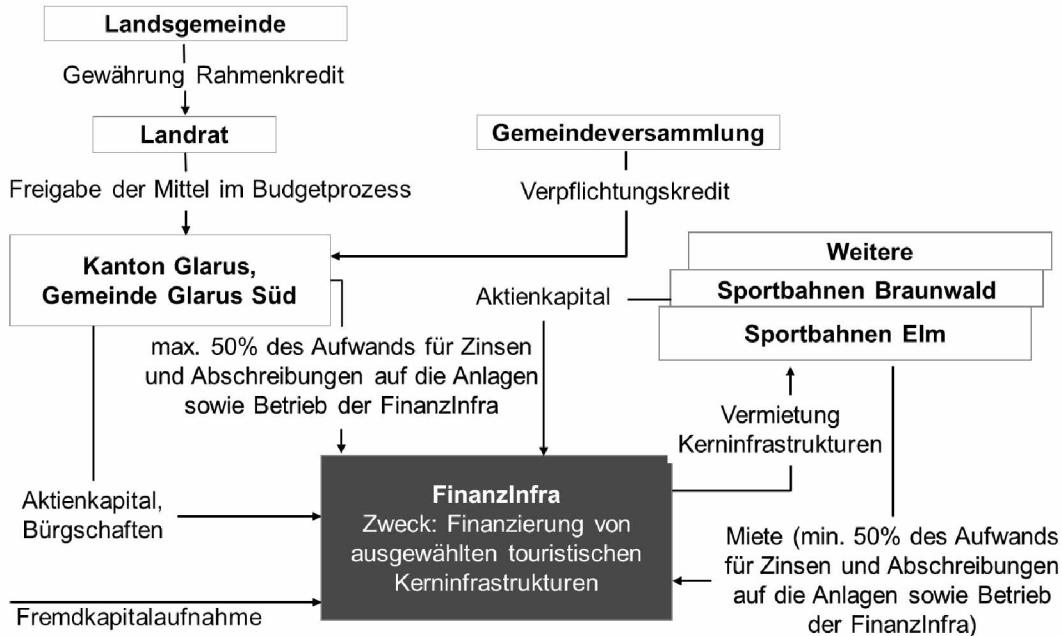 Landsgemeinde
Gewährung Rahmenkredit
Landrat
Freigabe der Mittel im Budgetprozess
Gemeindeversammlung
Verpflichtungskredit
Kanton Glarus,
Gemeinde Glarus Süd
Weitere
Sportbahnen Braunwald
Sportbahnen Elm
Aktienkapital
max. 50% des Aufwands für Zinsen
und Abschreibungen auf die Anlagen
sowie Betrieb der FinanzInfra
Vermietung
Kerninfrastrukturen
Aktienkapital,
Bürgschaften
FinanzInfra
Zweck: Finanzierung von
ausgewählten touristischen
Kerninfrastrukturen
Miete (min. 50% des Aufwands
für Zinsen und Abschreibungen
auf die Anlagen sowie Betrieb
der FinanzInfra)
Fremdkapitalaufnahme